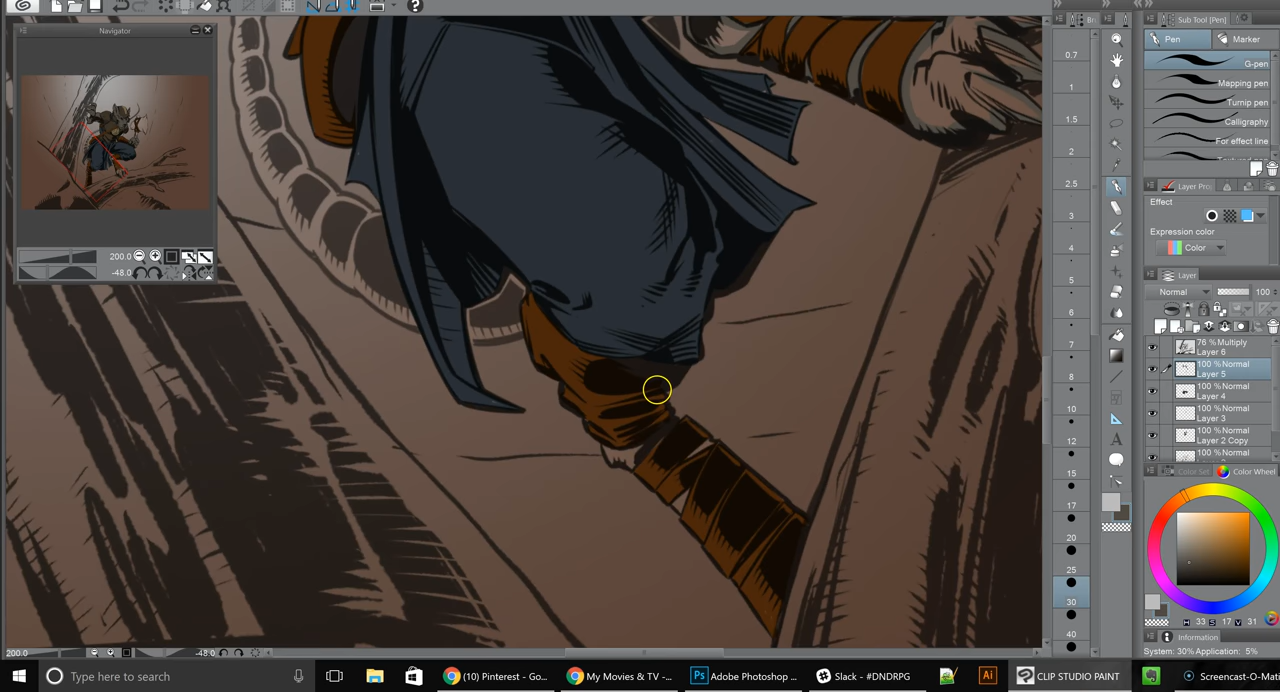 Navigator
200.0
-48.0
0.7
1
1.5
2
2.5
3
4
5
6
7
8
10
12
15
17
20
25
30
40
Sub Tool [Pen]
Pen
Marker
G-pen
Mapping pen
Turnip pen
Calligraphy
For effect line
Layer Pro
Effect
Expression color
Color
Layer
Normal
100
76 %Multiply
Layer 6
100 %Normal
Layer 5
100 %Normal
Layer 4
100 %Normal
Layer 3
100 %Normal
Layer 2 Copy
100 %Normal
Color Set
Color Wheel
H 33 S 17 V 31
Information
System: 30% Application: 5%
200.0
-48.0
Type here to search
(10) Pinterest - Go...
My Movies & TV -...
Adobe Photoshop ...
Slack - #DNDRPG
CLIP STUDIO PAINT
Screencast-O-Ma